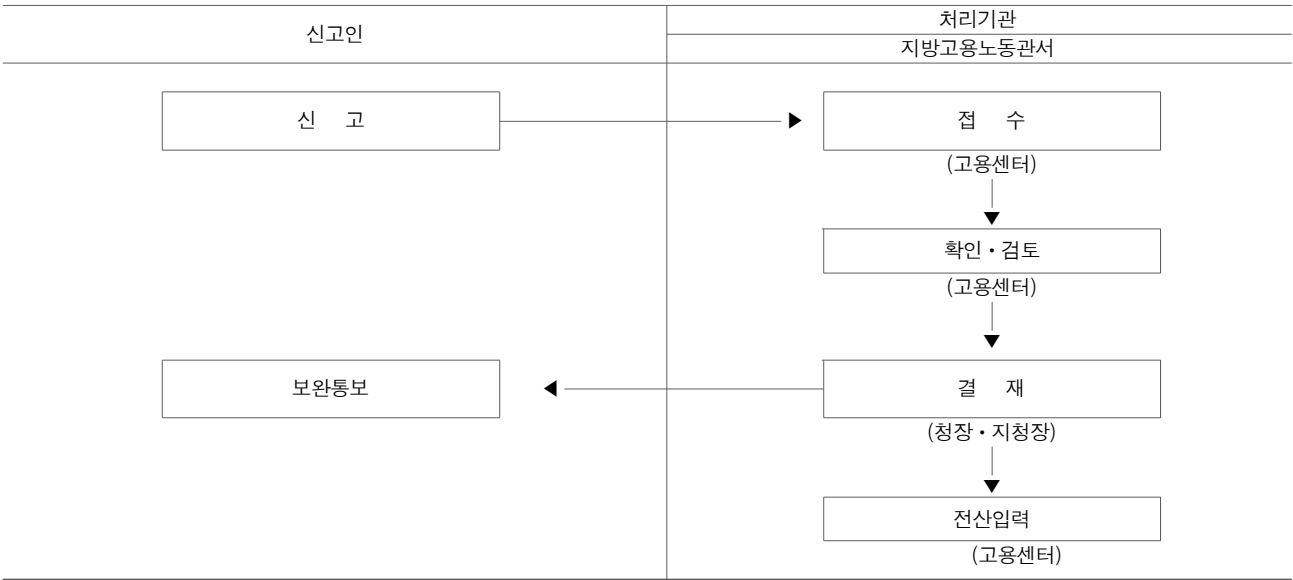 신고인
처리기관
지방고용노동관서
신 고
접 수
(고용센터)
확인・검토
(고용센터)
보완통보
결 재
(청장・지청장)
전산입력
(고용센터)